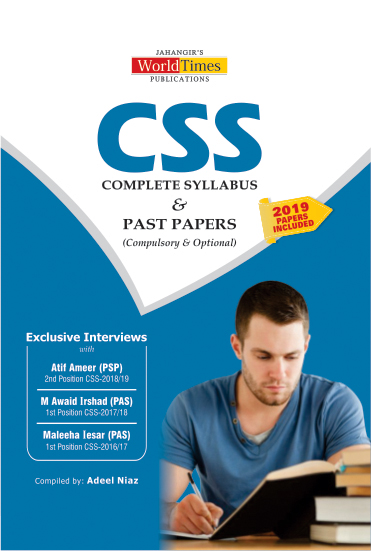 JAHANGIR'S
WorldTimes
PUBLICATIONS
CSS
COMPLETE SYLLABUS
&
PAST PAPERS
(Compulsory & Optional)
2019
PAPERS
INCLUDED
Exclusive Interviews
with
Atif Ameer (PSP)
2nd Position CSS-2018/19
M Awaid Irshad (PAS)
1st Position CSS-2017/18
Maleeha Iesar (PAS)
1st Position CSS-2016/17
Compiled by: Adeel Niaz